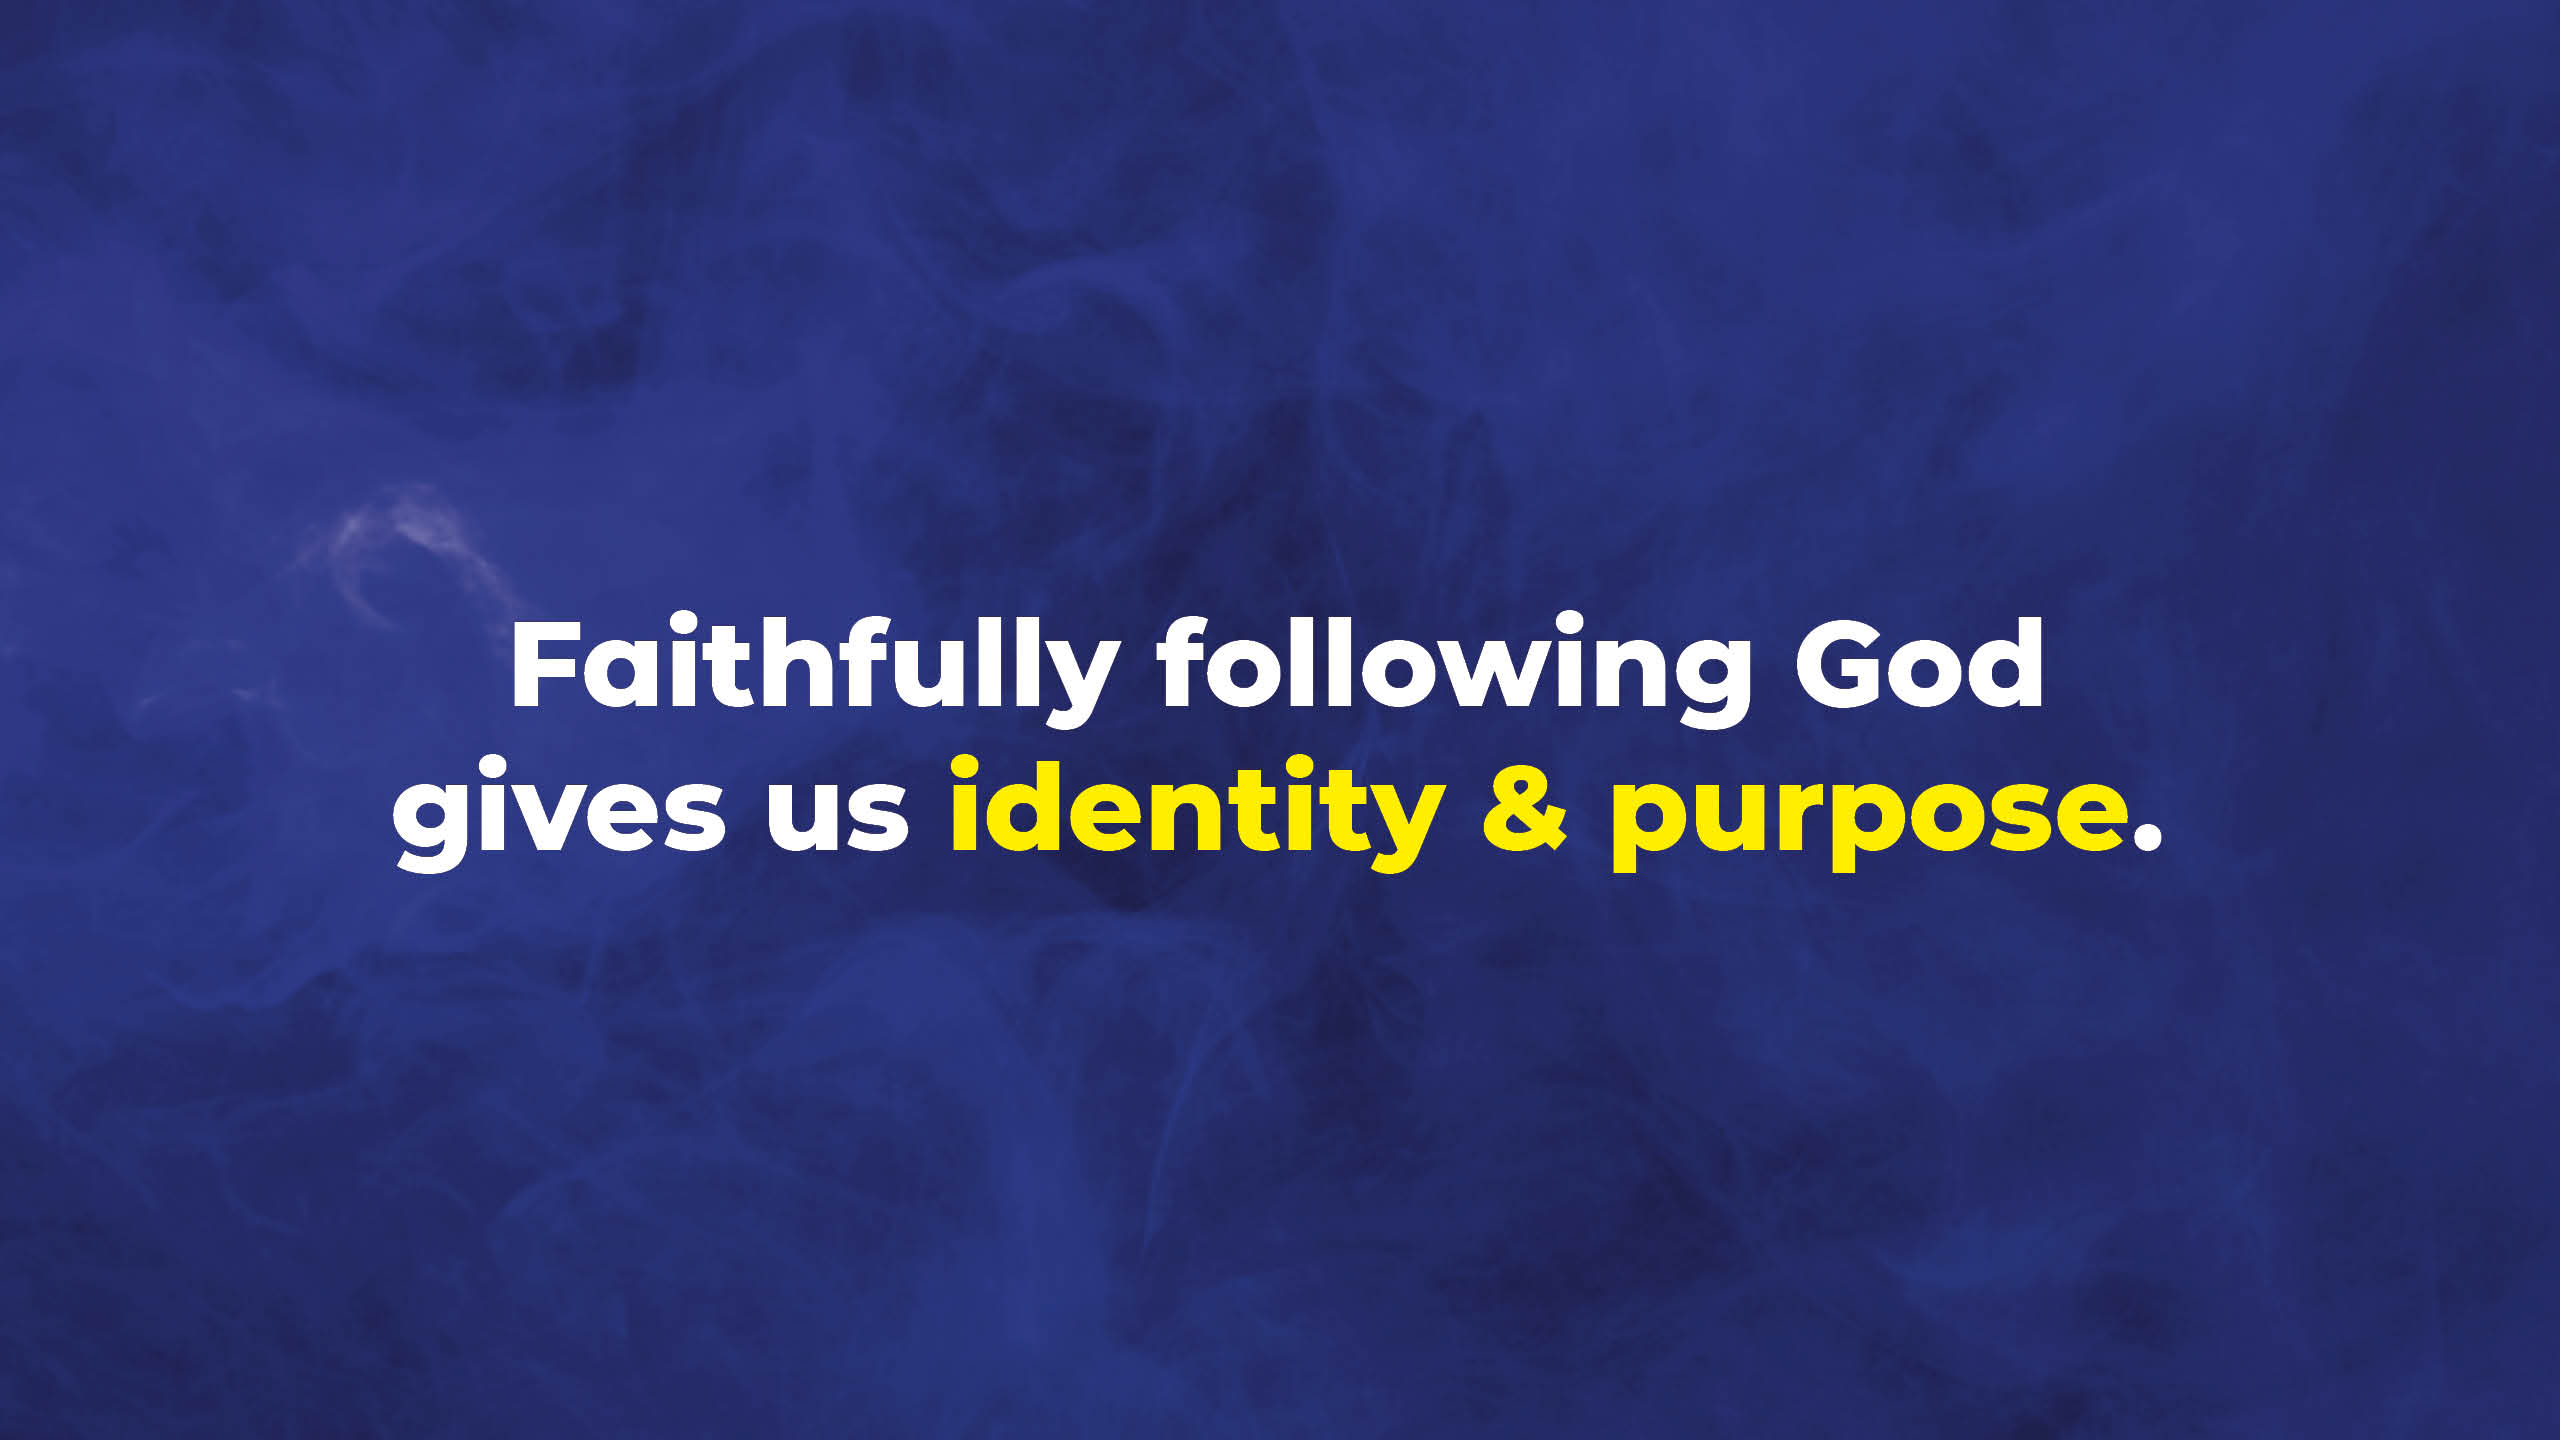 Faithfully following God
gives us identity & purpose.